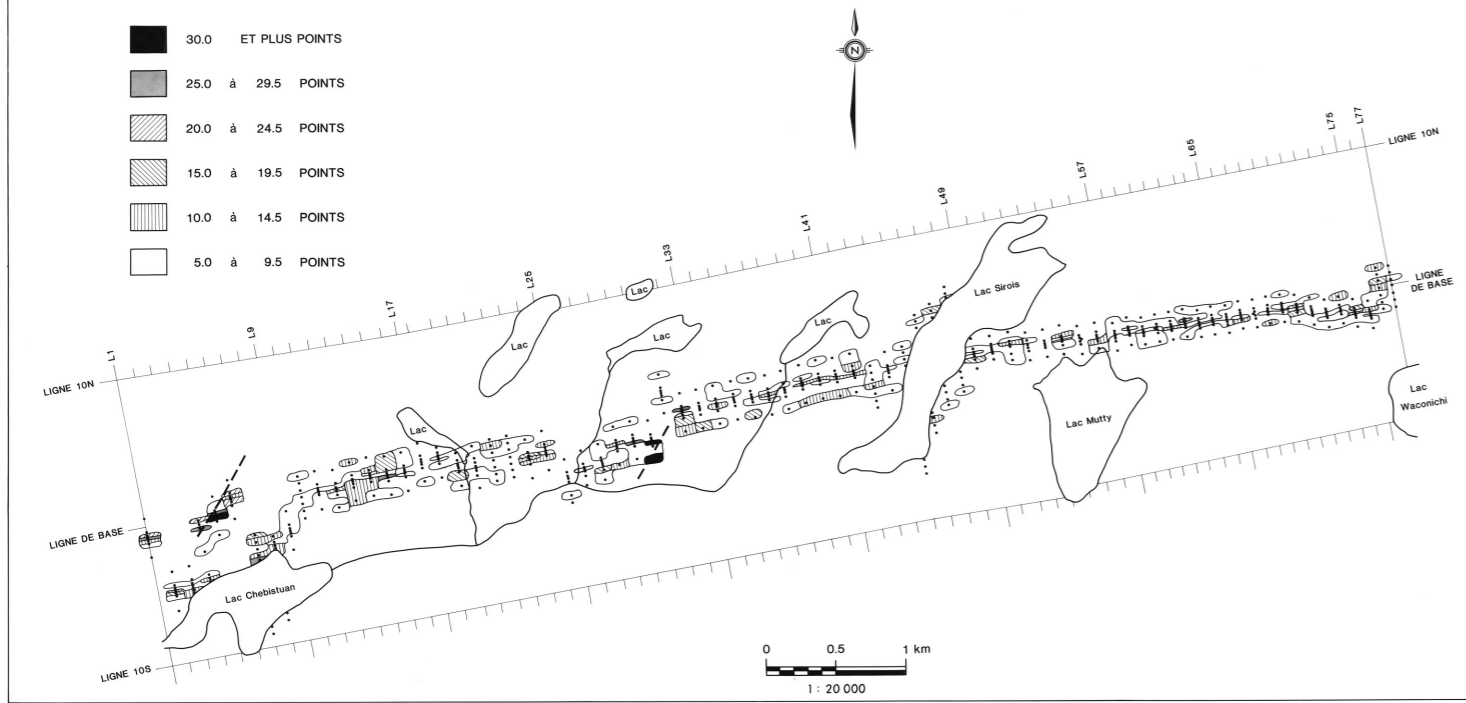 30.0 ET PLUS POINTS
25.0 à 29.5 POINTS
20.0 à 24.5 POINTS
15.0 à 19.5 POINTS
10.0 à 14.5 POINTS
5.0 à 9.5 POINTS
N
L1
L9
L17
L25
L33
L41
L49
L57
L65
L75
L77
LIGNE 10N
LIGNE 10N
LIGNE
DE BASE
Lac
Lac
Lac
Lac
Lac
Lac Sirois
Lac Mutty
Lac
Waconichi
LIGNE DE BASE
Lac Chebistuan
LIGNE 10S
0 0.5 1 km
1 : 20 000